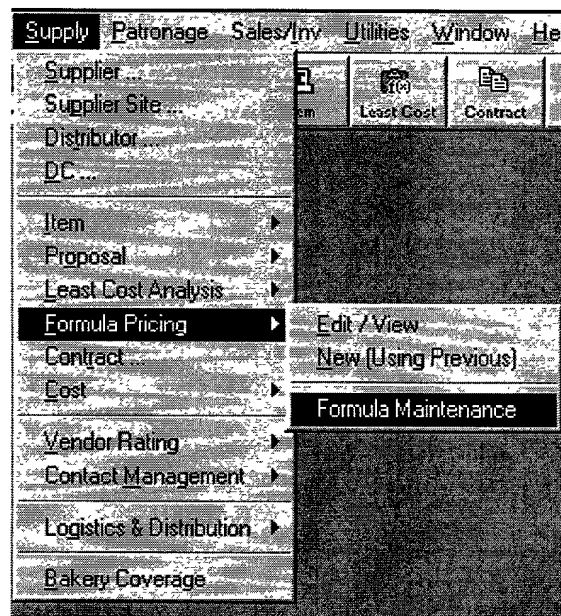 Supply Patronage Sales/Inv Utilities Window He
Supplier ...
Supplier Site ...
Distributor ...
DC ...
Least Cost Contract
Item
Proposal
Least Cost Analysis
Formula Pricing
Edit / View
New (Using Previous)
Formula Maintenance
Contract ...
Cost
Vendor Rating
Contact Management
Logistics & Distribution
Bakery Coverage